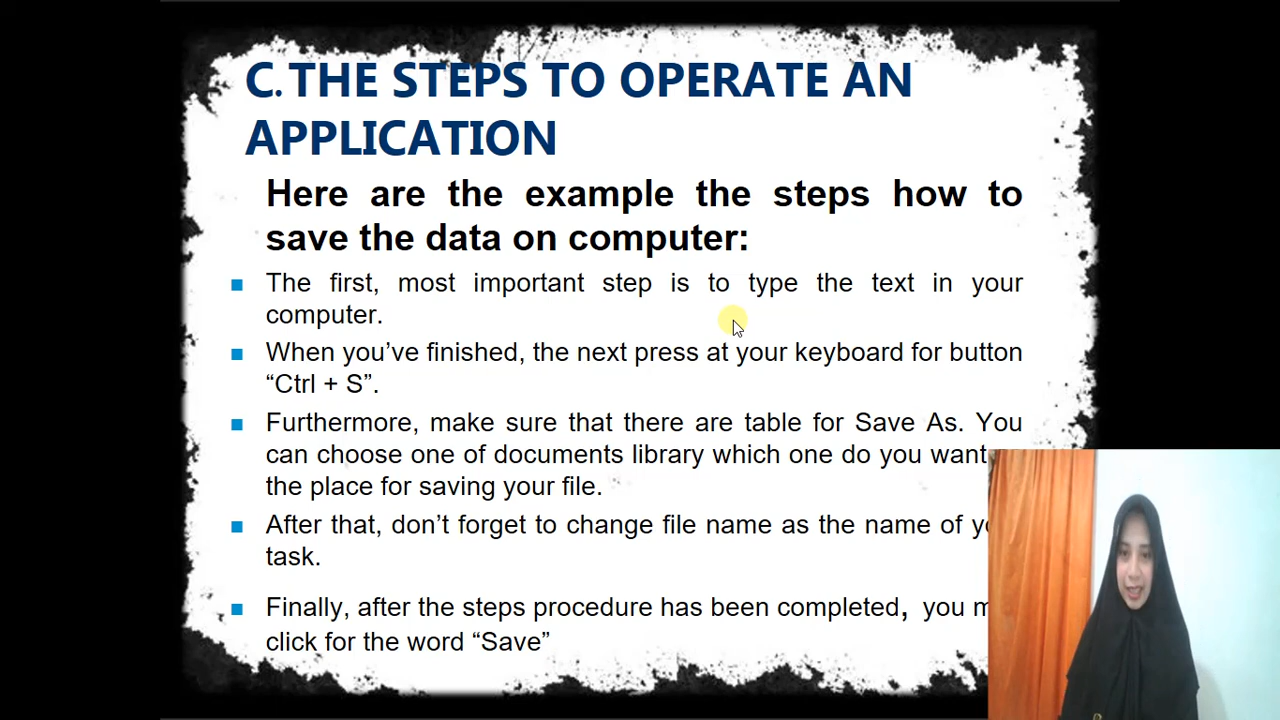 C. THE STEPS TO OPERATE AN
APPLICATION
Here are the example the steps how to
save the data on computer:
The first, most important step is to type the text in your
computer.
When you’ve finished, the next press at your keyboard for button
“Ctrl + S”.
Furthermore, make sure that there are table for Save As. You
can choose one of documents library which one do you want
the place for saving your file.
After that, don’t forget to change file name as the name of
task.
Finally, after the steps procedure has been completed, you
click for the word “Save”